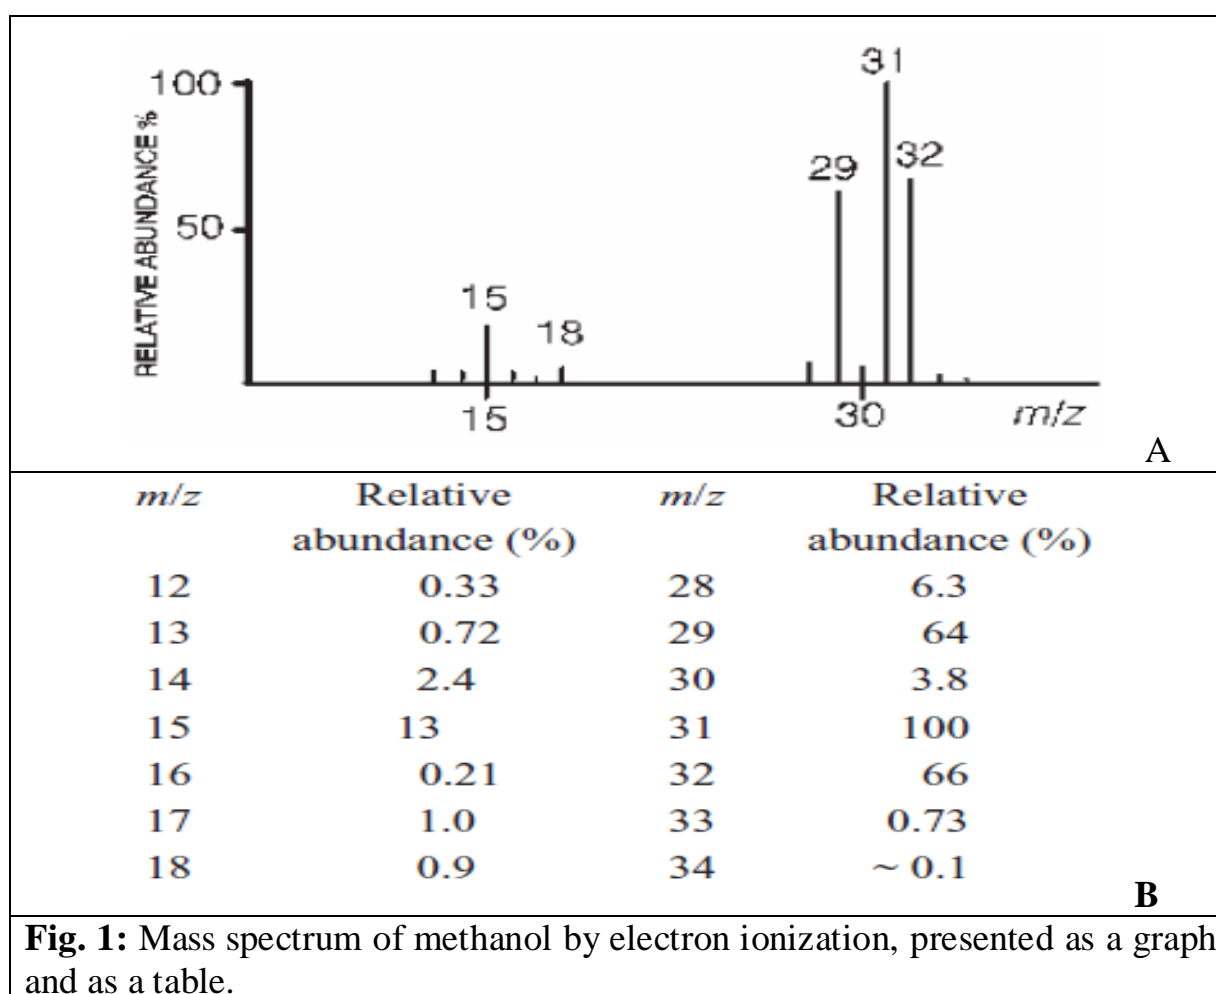 31
100
32
29
RELATIVE ABUNDANCE %
50
15
18
15
30
m/z
A
m/z Relative abundance (%) m/z Relative abundance (%)
12 0.33 28 6.3
13 0.72 29 64
14 2.4 30 3.8
15 13 31 100
16 0.21 32 66
17 1.0 33 0.73
18 0.9 34 ~ 0.1
B
Fig. 1: Mass spectrum of methanol by electron ionization, presented as a graph
and as a table.